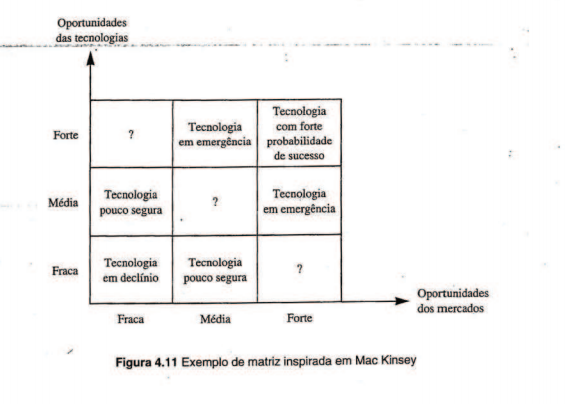 Oportunidades
das tecnologias
Forte
?
Tecnologia
em emergência
Tecnologia
com forte
probabilidade
de sucesso
Média
Tecnologia
pouco segura
?
Tecnologia
em emergência
Fraca
Tecnologia
em declínio
Tecnologia
pouco segura
?
Oportunidades
dos mercados
Fraca
Média
Forte
Figura 4.11 Exemplo de matriz inspirada em Mac Kinsey